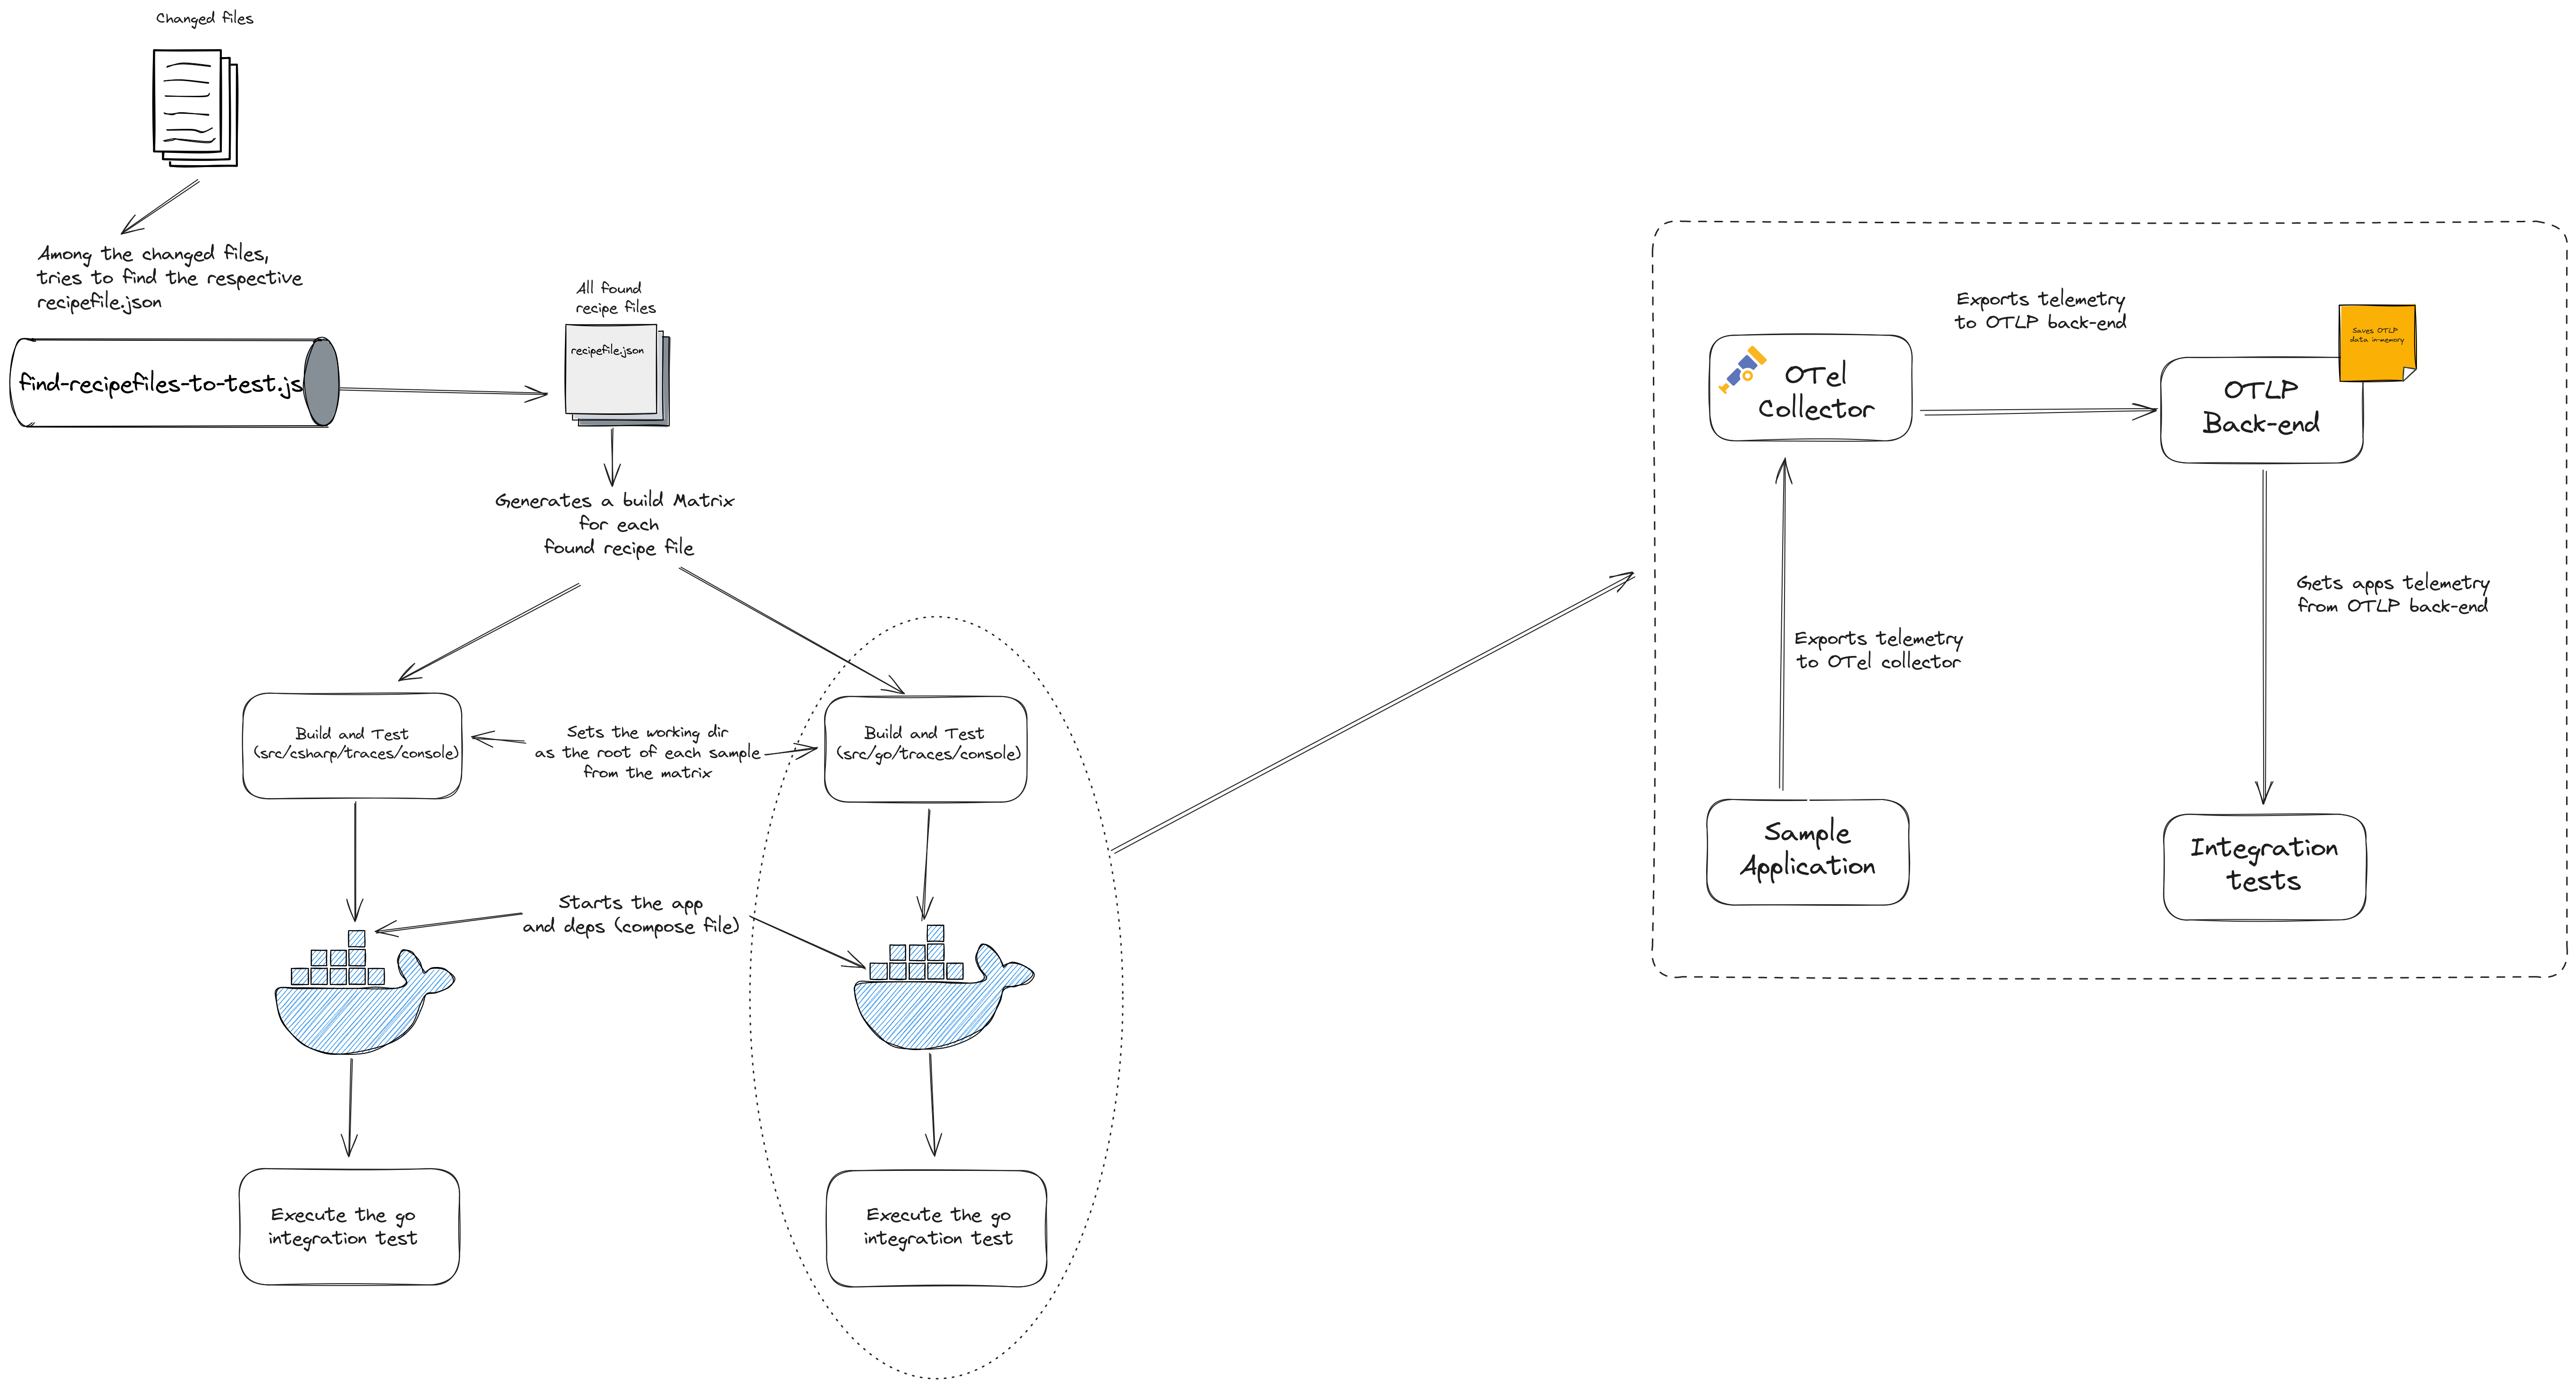 Changed files
Among the changed files,
tries to find the respective
recipefile.json
find-recipefiles-to-test.js
All found
recipe files
recipefile.json
Generates a build Matrix
for each
found recipe file
Build and Test
(src/csharp/traces/console)
Sets the working dir
as the root of each sample
from the matrix
Build and Test
(src/go/traces/console)
Starts the app
and deps (compose file)
Execute the go
integration test
Execute the go
integration test
OTel
Collector
Exports telemetry
to OTLP back-end
Saves OTLP
data in-memory
OTLP
Back-end
Exports telemetry
to OTel collector
Gets apps telemetry
from OTLP back-end
Sample
Application
Integration
tests